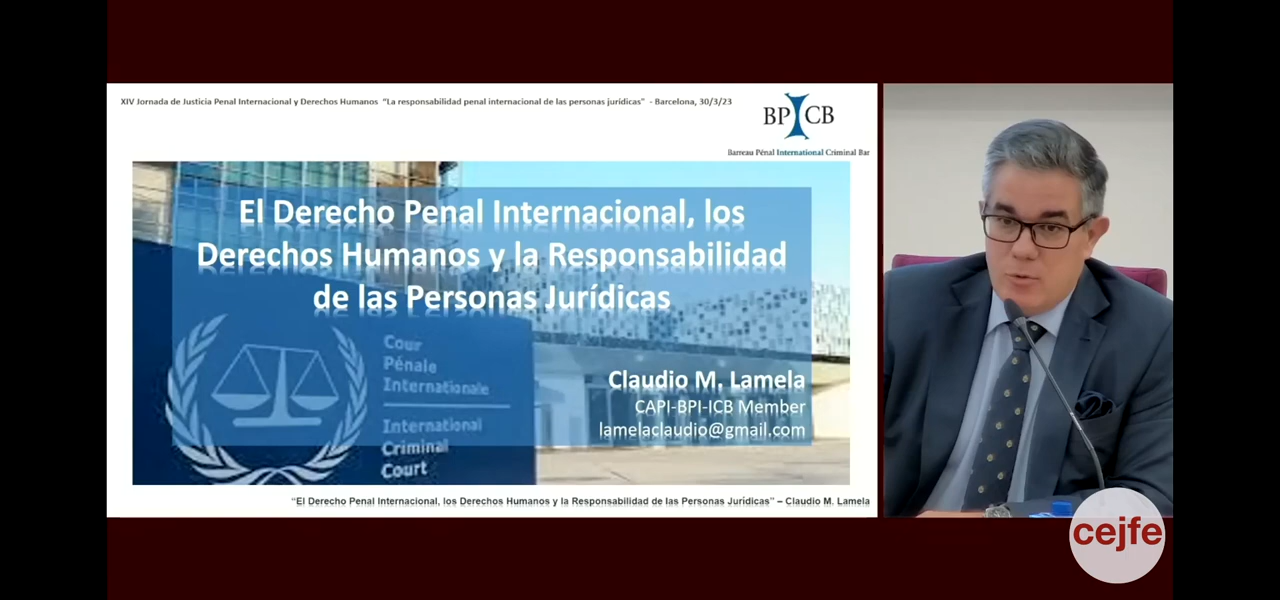 XIV Jornada de Justicia Penal Internacional y Derechos Humanos "La responsabilidad penal internacional de las personas jurídicas" - Barcelona, 30/3/23
BPICB
Barreau Pénal International Criminal Bar
El Derecho Penal Internacional, los
Derechos Humanos y la Responsabilidad
de las Personas Jurídicas
Cour
Pénale
Internationale
International
Criminal
Court
Claudio M. Lamela
CAPI-BPI-ICB Member
lamelaclaudio@gmail.com
"El Derecho Penal Internacional, los Derechos Humanos y la Responsabilidad de las Personas Jurídicas" – Claudio M. Lamela
cejfe